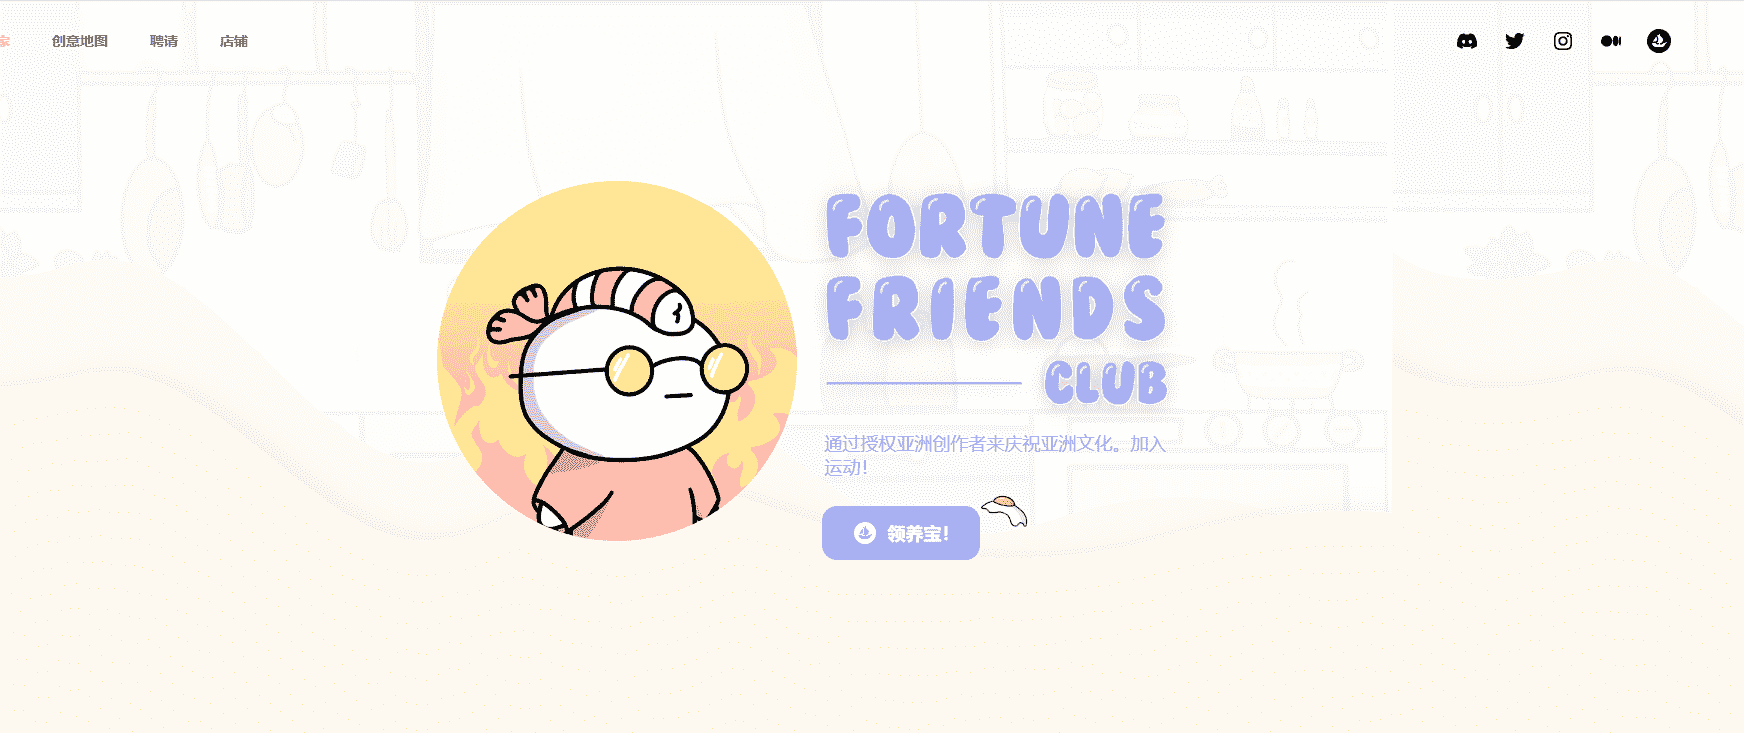 家
创意地图
聘请
店铺
FORTUNE
FRIENDS
CLUB
通过授权亚洲创作者来庆祝亚洲文化。加入
运动!
领养宝!